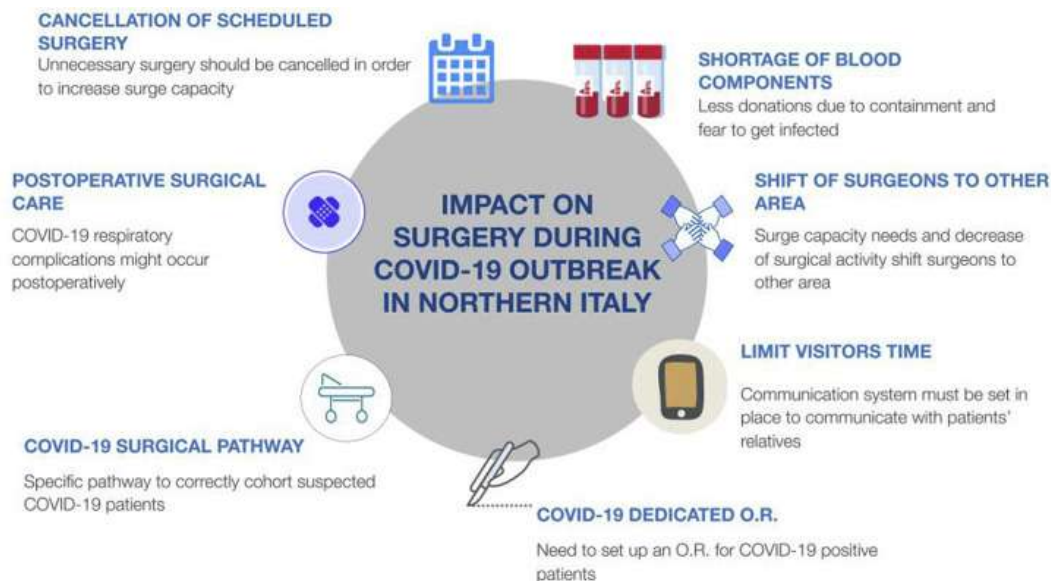 CANCELLATION OF SCHEDULED
SURGERY
Unnecessary surgery should be cancelled in order
to increase surge capacity
SHORTAGE OF BLOOD
COMPONENTS
Less donations due to containment and
fear to get infected
POSTOPERATIVE SURGICAL
CARE
COVID-19 respiratory
complications might occur
postoperatively
IMPACT ON
SURGERY DURING
COVID-19 OUTBREAK
IN NORTHERN ITALY
SHIFT OF SURGEONS TO OTHER
AREA
Surge capacity needs and decrease
of surgical activity shift surgeons to
other area
LIMIT VISITORS TIME
Communication system must be set in
place to communicate with patients'
relatives
COVID-19 SURGICAL PATHWAY
Specific pathway to correctly cohort suspected
COVID-19 patients
COVID-19 DEDICATED O.R.
Need to set up an O.R. for COVID-19 positive
patients